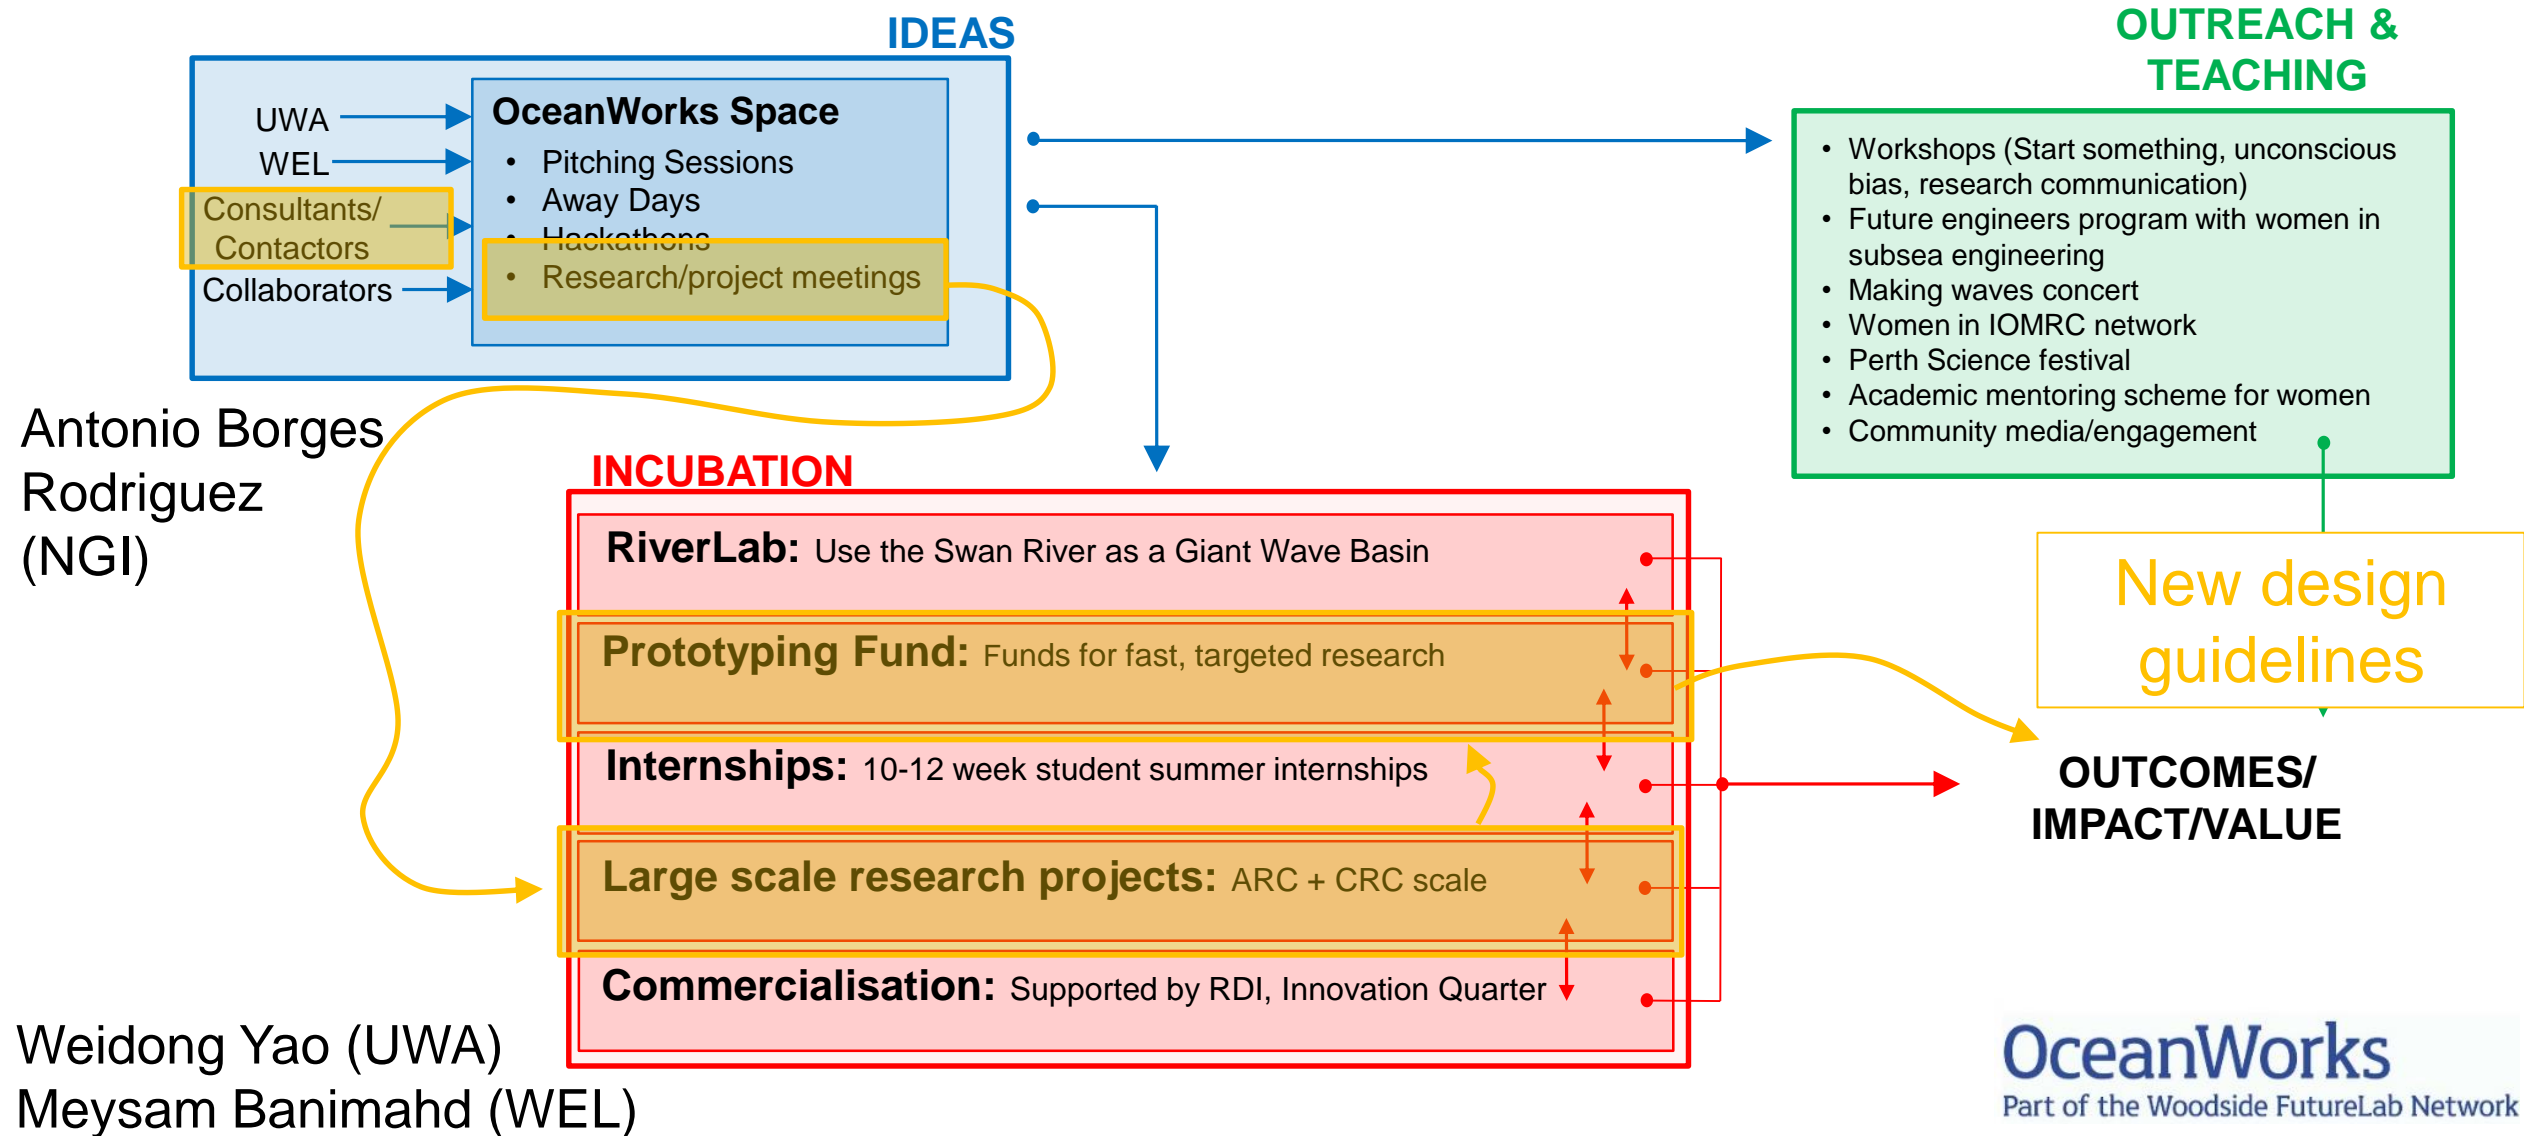 IDEAS
UWA
WEL
Consultants/
Contactors
Collaborators
OceanWorks Space
• Pitching Sessions
• Away Days
• Hackathons
• Research/project meetings
OUTREACH &
TEACHING
• Workshops (Start something, unconscious
bias, research communication)
• Future engineers program with women in
subsea engineering
• Making waves concert
• Women in IOMRC network
• Perth Science festival
• Academic mentoring scheme for women
• Community media/engagement
Antonio Borges
Rodriguez
(NGI)
INCUBATION
RiverLab: Use the Swan River as a Giant Wave Basin
Prototyping Fund: Funds for fast, targeted research
Internships: 10-12 week student summer internships
Large scale research projects: ARC + CRC scale
Commercialisation: Supported by RDI, Innovation Quarter
New design
guidelines
OUTCOMES/
IMPACT/VALUE
Weidong Yao (UWA)
Meysam Banimahd (WEL)
OceanWorks
Part of the Woodside FutureLab Network